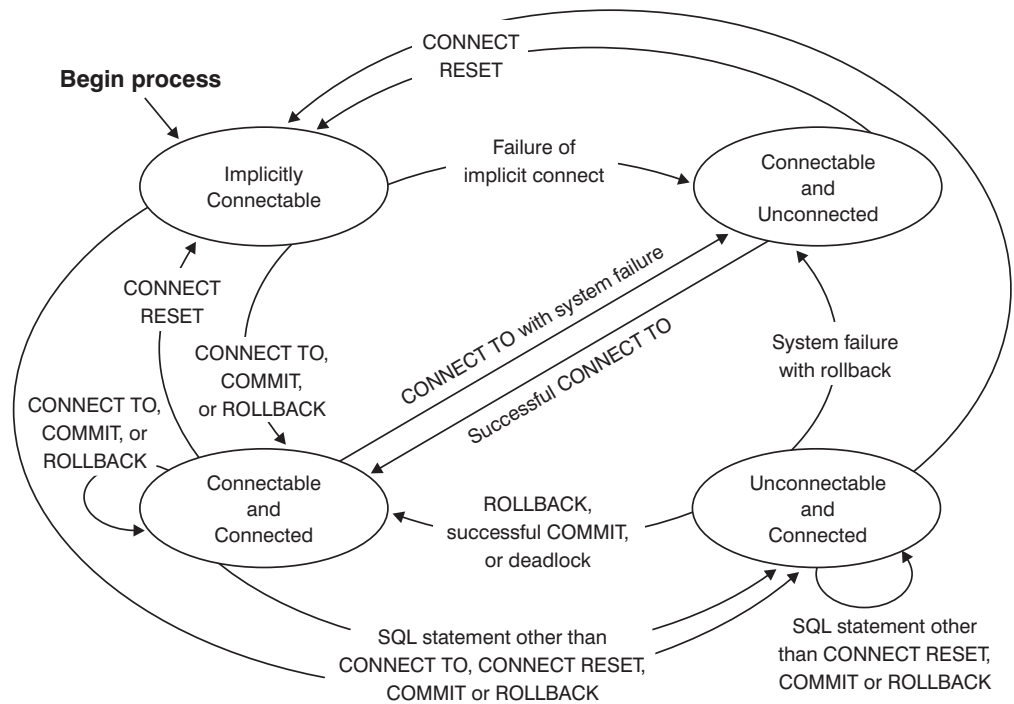 CONNECT
RESET
Begin process
Implicitly
Connectable
Failure of
implicit connect
Connectable
and
Unconnected
CONNECT
RESET
CONNECT TO,
COMMIT,
or ROLLBACK
CONNECT TO with system failure
Successful CONNECT TO
System failure
with rollback
CONNECT TO,
COMMIT, or
ROLLBACK
Connectable
and
Connected
ROLLBACK,
successful COMMIT,
or deadlock
Unconnectable
and
Connected
SQL statement other than
CONNECT TO, CONNECT RESET,
COMMIT or ROLLBACK
SQL statement other
than CONNECT RESET,
COMMIT or ROLLBACK